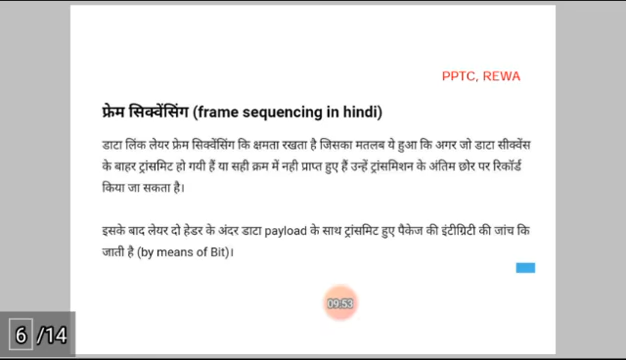 PPTC, REWA
फ्रेम सिक्वेंसिंग (frame sequencing in hindi)
डाटा लिंक लेयर फ्रेम सिक्वेंसिंग कि क्षमता रखता है जिसका मतलब ये हुआ कि अगर जो डाटा सीक्वेंस
के बाहर ट्रांसमिट हो गयी हैं या सही क्रम में नही प्राप्त हुए हैं उन्हें ट्रांसमिशन के अंतिम छोर पर रिकॉर्ड
किया जा सकता है।
इसके बाद लेयर दो हेडर के अंदर डाटा payload के साथ ट्रांसमिट हुए पैकेज की इंटीग्रिटी की जांच कि
जाती है (by means of Bit)।
09:53
6 /14